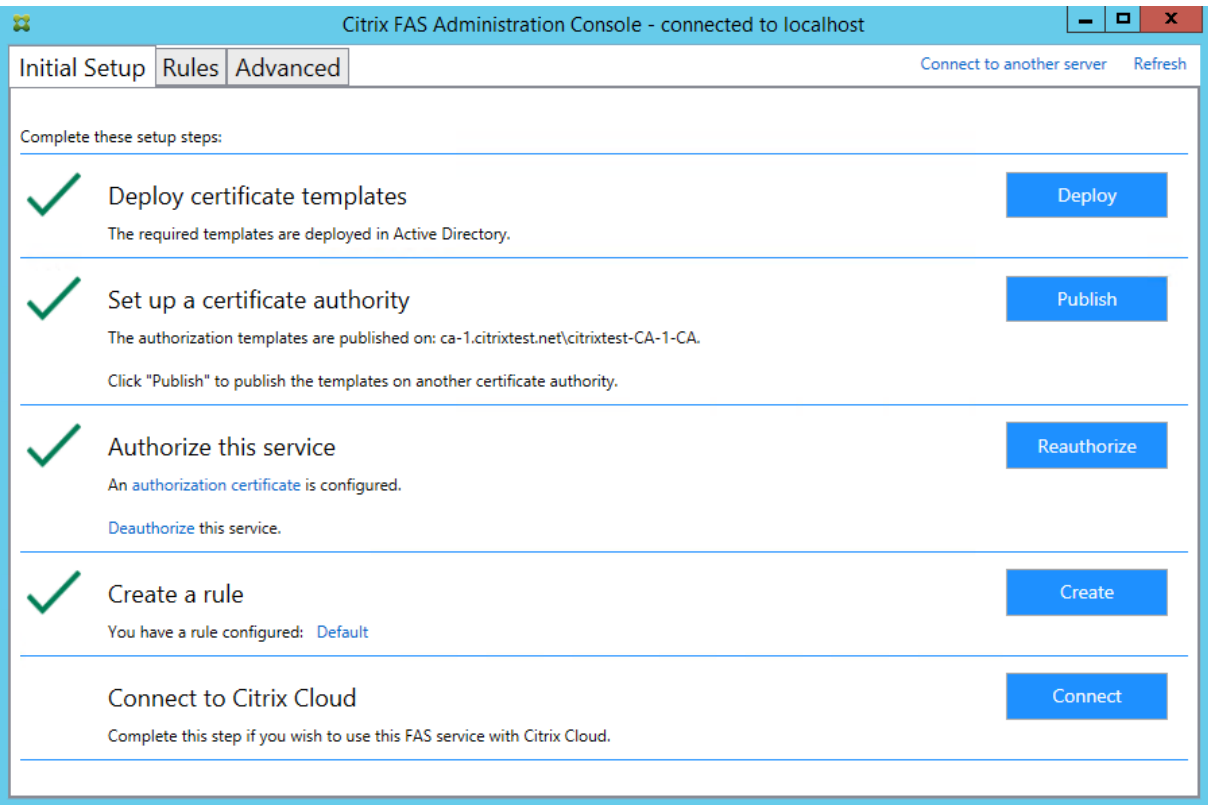 Citrix FAS Administration Console - connected to localhost
Initial Setup Rules Advanced Connect to another server Refresh
Complete these setup steps:
Deploy certificate templates Deploy
The required templates are deployed in Active Directory.
Set up a certificate authority Publish
The authorization templates are published on: ca-1.citrixtest.net\citrixtest-CA-1-CA.
Click "Publish" to publish the templates on another certificate authority.
Authorize this service Reauthorize
An authorization certificate is configured.
Deauthorize this service.
Create a rule Create
You have a rule configured: Default
Connect to Citrix Cloud Connect
Complete this step if you wish to use this FAS service with Citrix Cloud.